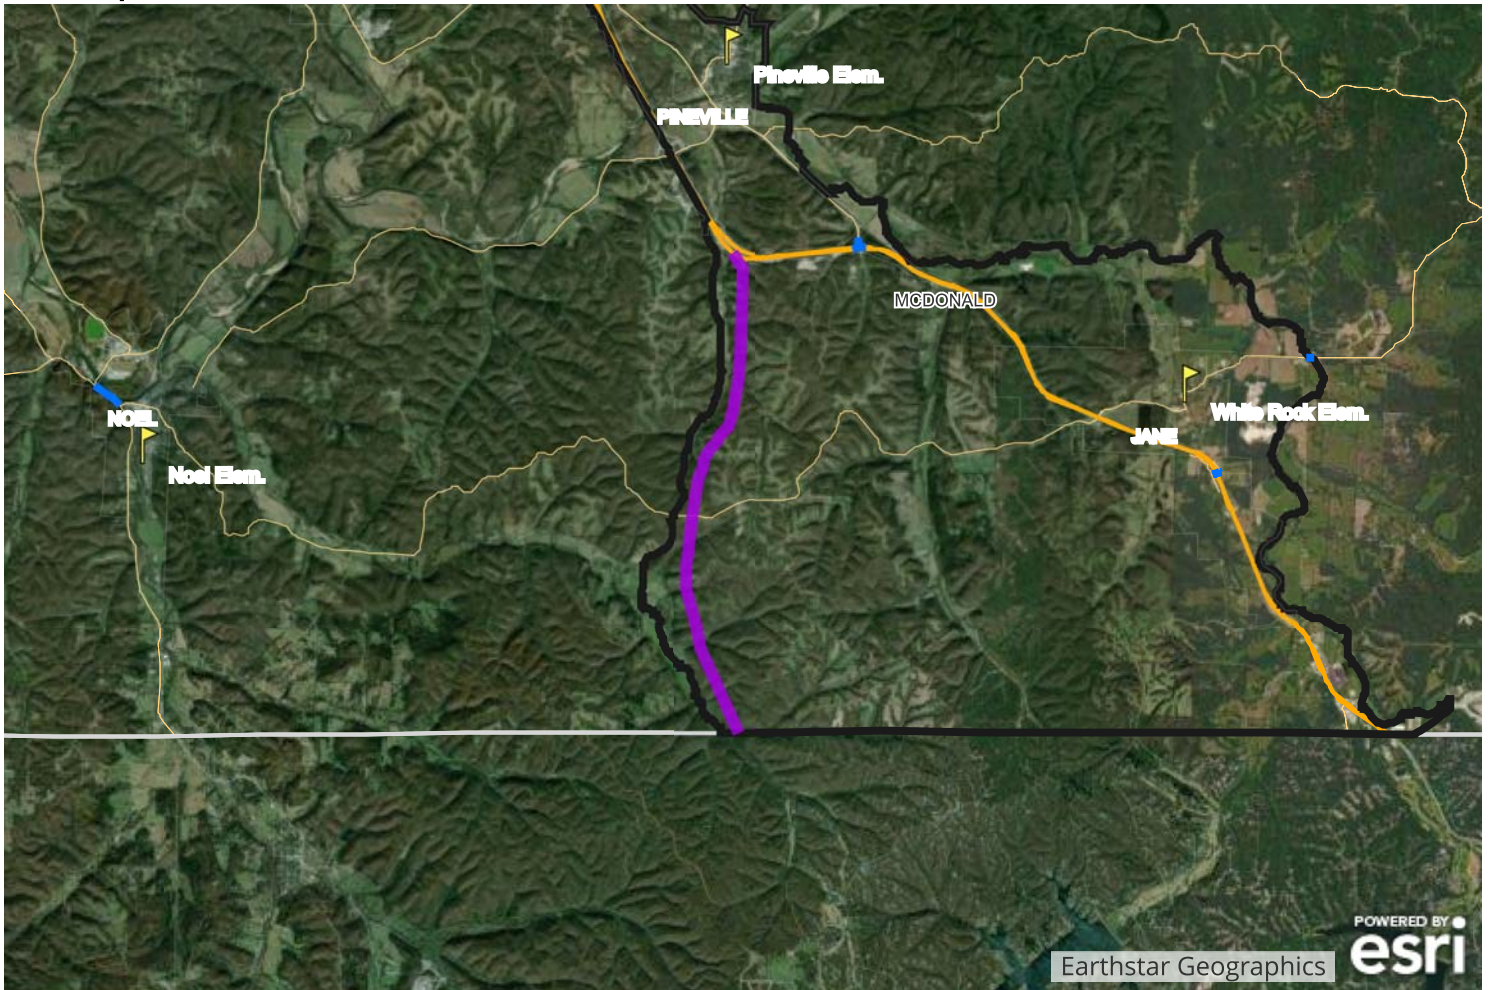 Pineville Elem.
PINEVILLE
MCDONALD
White Rock Elem.
JANE
NOEL
Noel Elem.
POWERED BY
esri
Earthstar Geographics